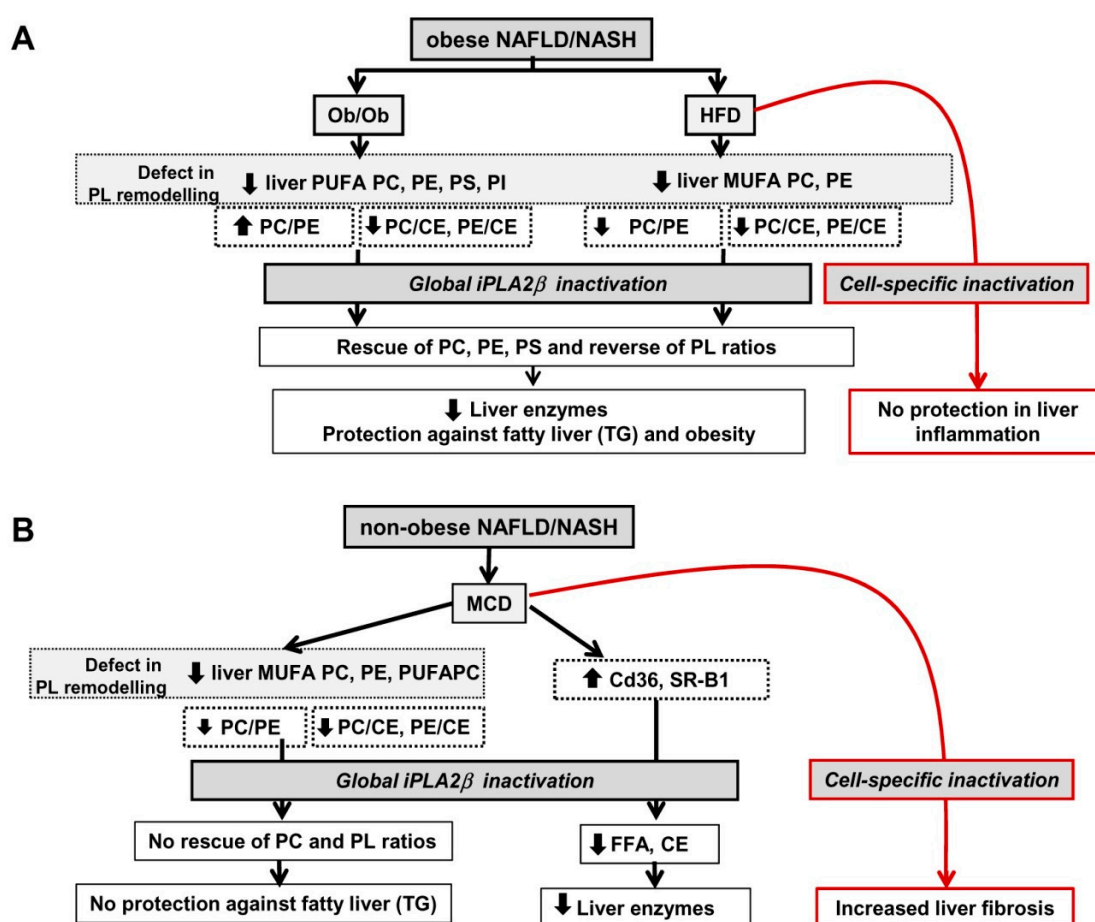 A
obese NAFLD/NASH
Ob/Ob
HFD
Defect in
PL remodelling
liver PUFA PC, PE, PS, PI
liver MUFA PC, PE
PC/PE
PC/CE, PE/CE
PC/PE
PC/CE, PE/CE
Global iPLA2β inactivation
Cell-specific inactivation
Rescue of PC, PE, PS and reverse of PL ratios
Liver enzymes
Protection against fatty liver (TG) and obesity
No protection in liver
inflammation
B
non-obese NAFLD/NASH
MCD
Defect in
PL remodelling
liver MUFA PC, PE, PUFAPC
Cd36, SR-B1
PC/PE
PC/CE, PE/CE
Global iPLA2β inactivation
Cell-specific inactivation
No rescue of PC and PL ratios
FFA, CE
No protection against fatty liver (TG)
Liver enzymes
Increased liver fibrosis